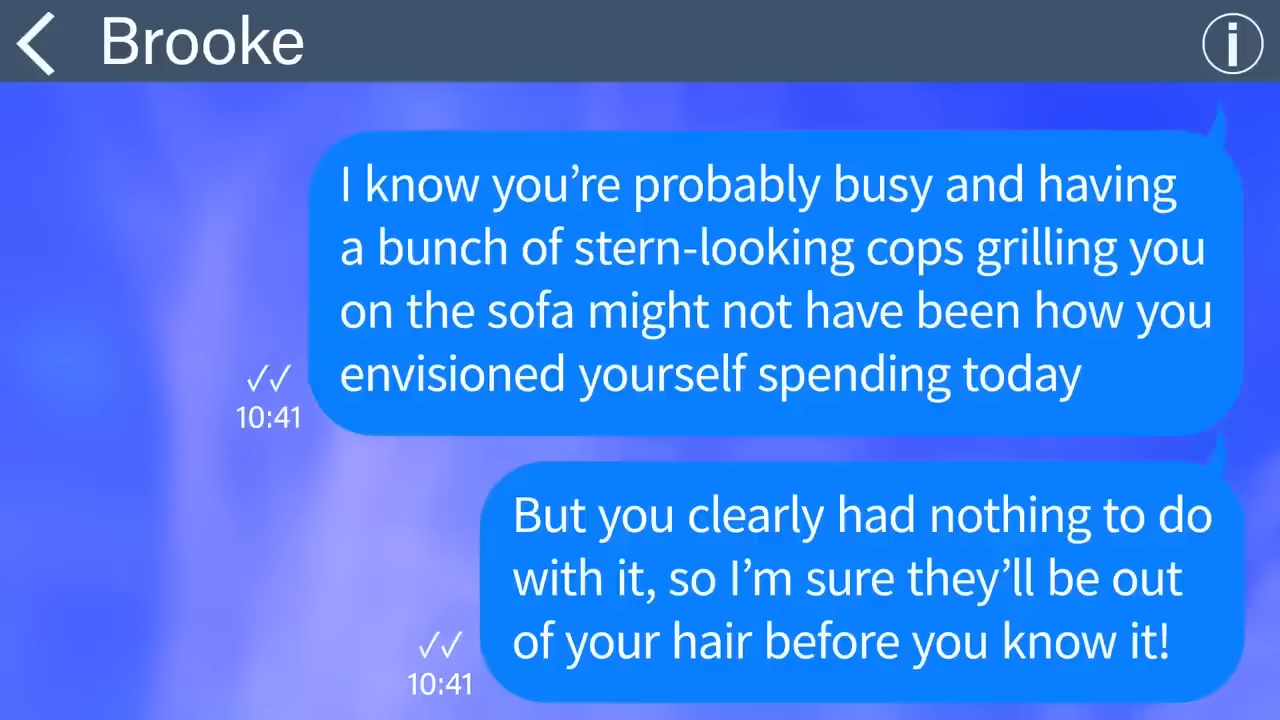 Brooke
I know you’re probably busy and having
a bunch of stern-looking cops grilling you
on the sofa might not have been how you
envisioned yourself spending today
10:41
But you clearly had nothing to do
with it, so I’m sure they’ll be out
of your hair before you know it!
10:41